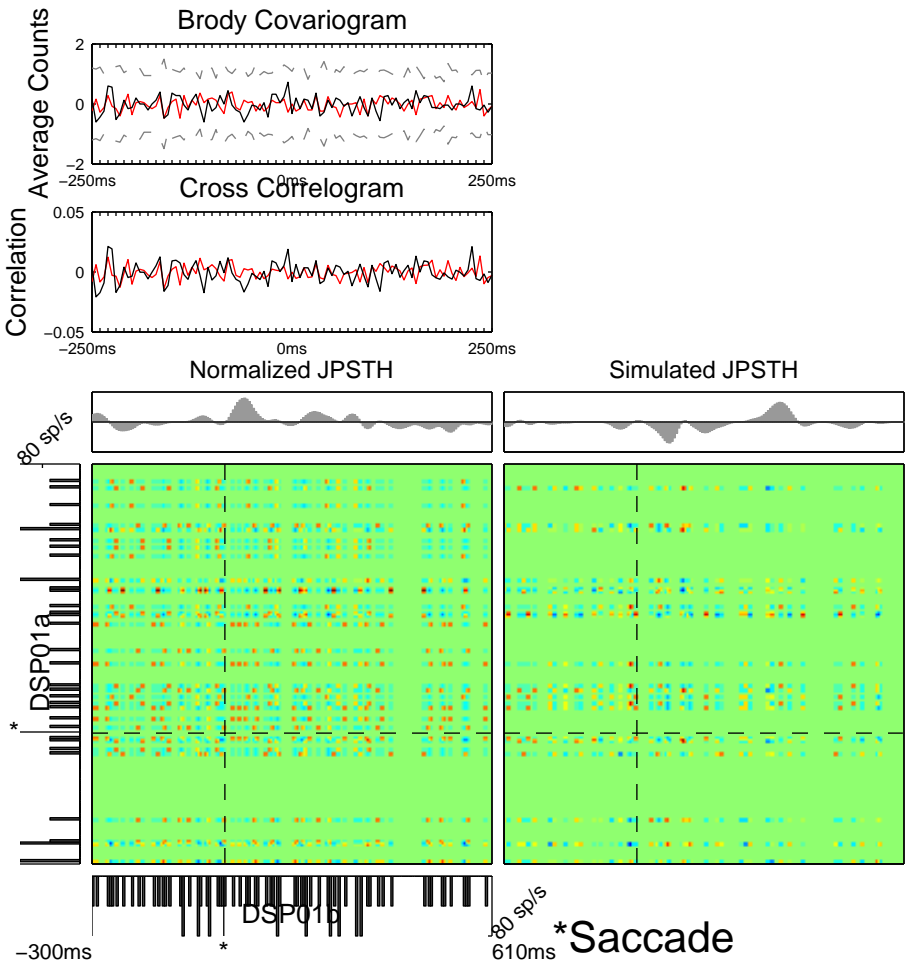 Brody Covariogram
Average Counts
2
0
−2
−250ms
0ms
250ms
Cross Correlogram
Correlation
0.05
0
−0.05
−250ms
0ms
250ms
Normalized JPSTH
Simulated JPSTH
80 sp/s
DSP01a
*
DSP01b
80 sp/s
−300ms
*
610ms
*Saccade